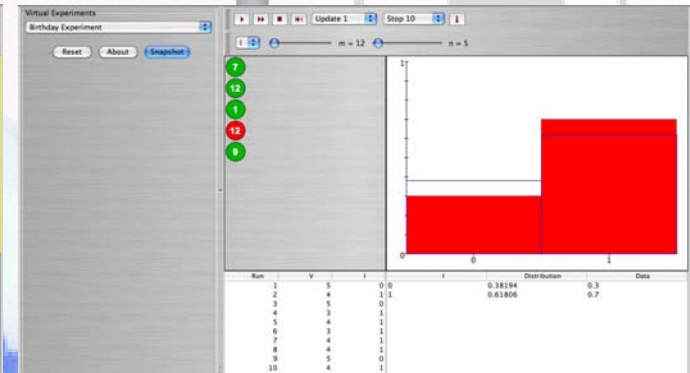 Virtual Experiments
Birthday Experiment
Reset About Snapshot
Update 1 Stop 10
I m = 12 n = 5
7
12
1
12
9
1
0
0 1
Run V I
1 5 0
2 4 1
3 5 0
4 3 1
5 4 1
6 3 1
7 4 1
8 4 1
9 5 0
10 4 1
I Distribution Data
0 0.38194 0.3
1 0.61806 0.7